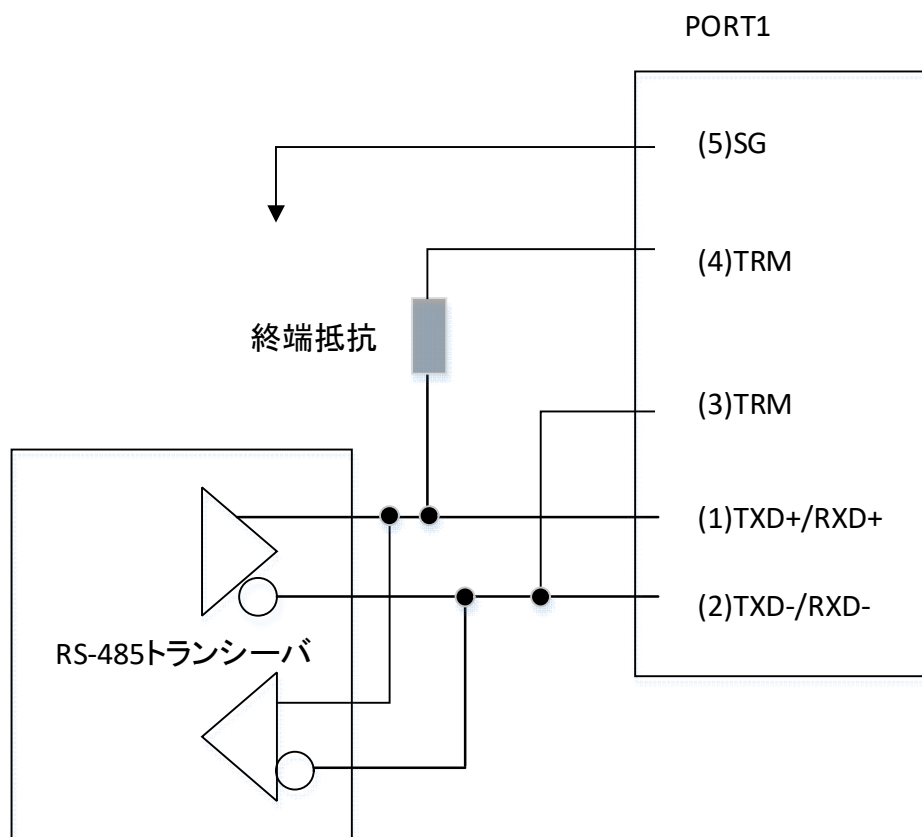 PORT1
(5)SG
(4)TRM
終端抵抗
(3)TRM
(1)TXD+/RXD+
(2)TXD-/RXD-
RS-485トランシーバ